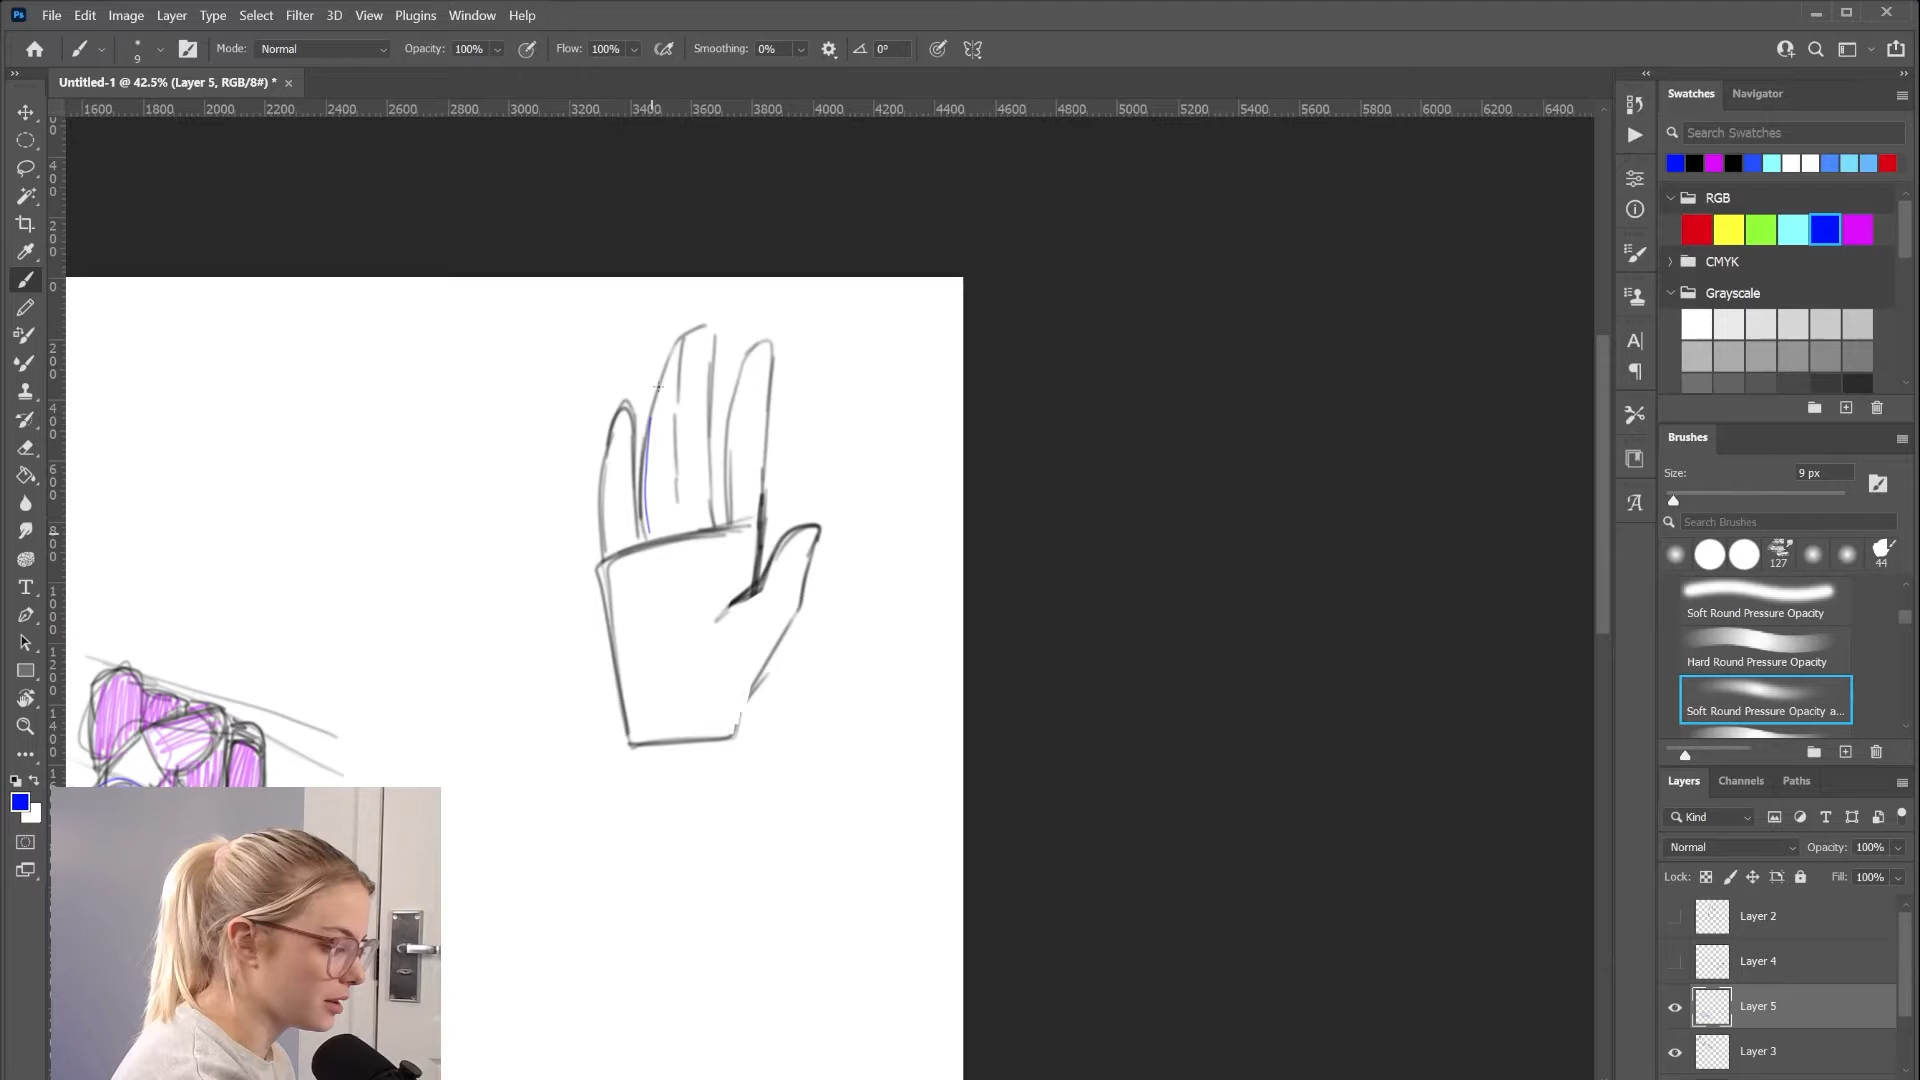 Ps File Edit Image Layer Type Select Filter 3D View Plugins Window Help
9 Mode: Normal Opacity: 100% Flow: 100% Smoothing: 0% 0°
Untitled-1 @ 42.5% (Layer 5, RGB/8#) * ×
1600 1800 2000 2200 2400 2600 2800 3000 3200 3400 3600 3800 4000 4200 4400 4600 4800 5000 5200 5400 5600 5800 6000 6200 6400
Swatches Navigator
Search Swatches
RGB
CMYK
Grayscale
Brushes
Size: 9 px
Search Brushes
127 44
Soft Round Pressure Opacity
Hard Round Pressure Opacity
Soft Round Pressure Opacity a...
Layers Channels Paths
Kind
Normal Opacity: 100%
Lock: Fill: 100%
Layer 2
Layer 4
Layer 5
Layer 3